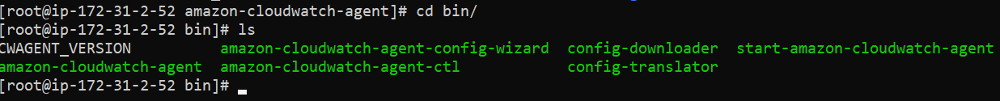 [root@ip-172-31-2-52 amazon-cloudwatch-agent]# cd bin/
[root@ip-172-31-2-52 bin]# ls
CWAGENT_VERSION amazon-cloudwatch-agent-config-wizard config-downloader start-amazon-cloudwatch-agent
amazon-cloudwatch-agent amazon-cloudwatch-agent-ctl config-translator
[root@ip-172-31-2-52 bin]#